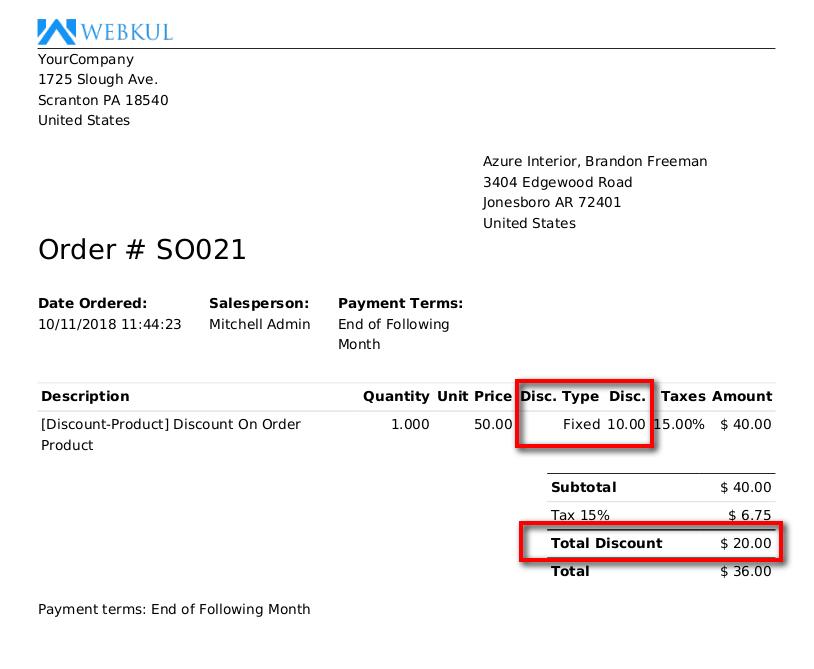 WEBKUL
YourCompany
1725 Slough Ave.
Scranton PA 18540
United States
Azure Interior, Brandon Freeman
3404 Edgewood Road
Jonesboro AR 72401
United States
Order # SO021
Date Ordered: Salesperson: Payment Terms:
10/11/2018 11:44:23 Mitchell Admin End of Following
Month
Description Quantity Unit Price Disc. Type Disc. Taxes Amount
[Discount-Product] Discount On Order 1.000 50.00 Fixed 10.00 15.00% $ 40.00
Product
Subtotal $ 40.00
Tax 15% $ 6.75
Total Discount $ 20.00
Total $ 36.00
Payment terms: End of Following Month